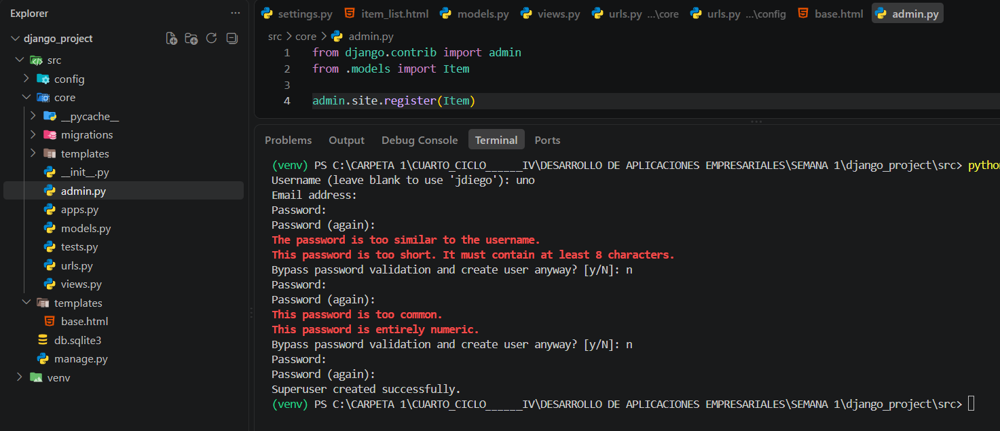 Explorer
django_project
src
config
core
__pycache__
migrations
templates
__init__.py
admin.py
apps.py
models.py
tests.py
urls.py
views.py
templates
base.html
db.sqlite3
manage.py
venv
settings.py item_list.html models.py views.py urls.py ...\core urls.py ...\config base.html admin.py
src > core > admin.py
1 from django.contrib import admin
2 from .models import Item
3
4 admin.site.register(Item)
Problems Output Debug Console Terminal Ports
(venv) PS C:\CARPETA 1\CUARTO_CICLO______IV\DESARROLLO DE APLICACIONES EMPRESARIALES\SEMANA 1\django_project\src> pytho
Username (leave blank to use 'jdiego'): uno
Email address:
Password:
Password (again):
The password is too similar to the username.
This password is too short. It must contain at least 8 characters.
Bypass password validation and create user anyway? [y/N]: n
Password:
Password (again):
This password is too common.
This password is entirely numeric.
Bypass password validation and create user anyway? [y/N]: n
Password:
Password (again):
Superuser created successfully.
(venv) PS C:\CARPETA 1\CUARTO_CICLO______IV\DESARROLLO DE APLICACIONES EMPRESARIALES\SEMANA 1\django_project\src>